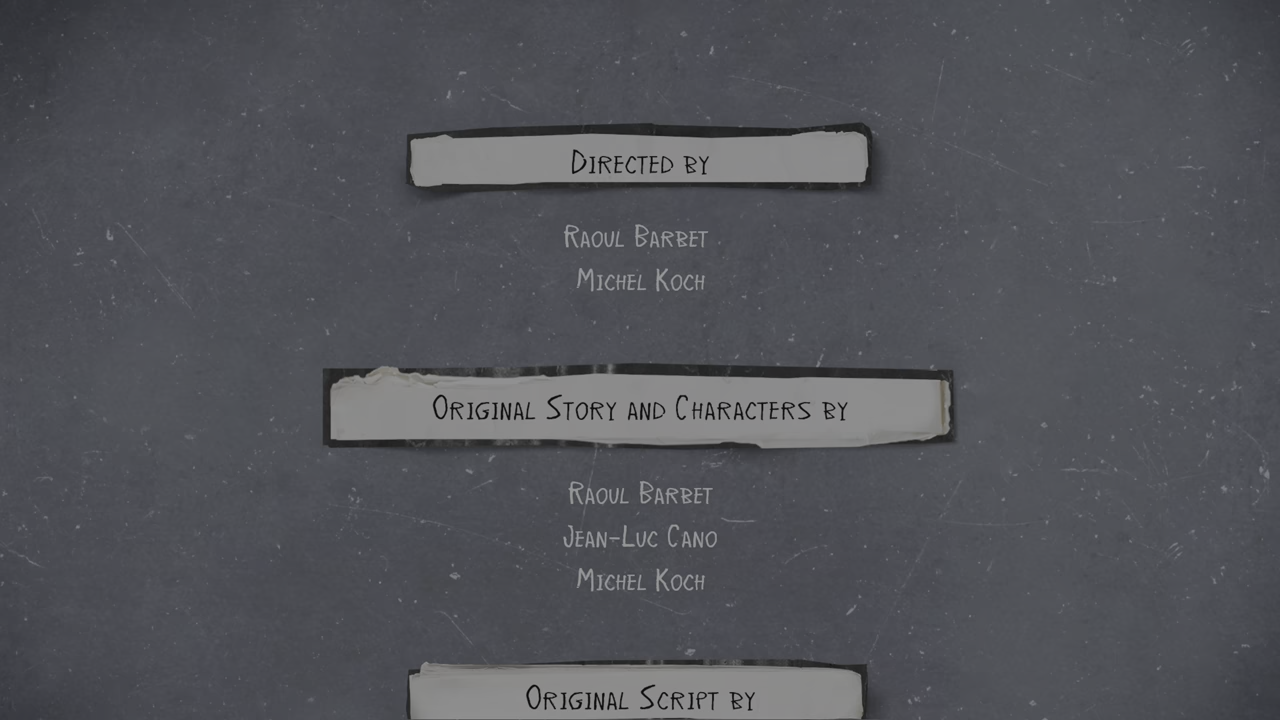 Directed by
Raoul Barbet
Michel Koch
Original Story and Characters by
Raoul Barbet
Jean-Luc Cano
Michel Koch
Original Script by